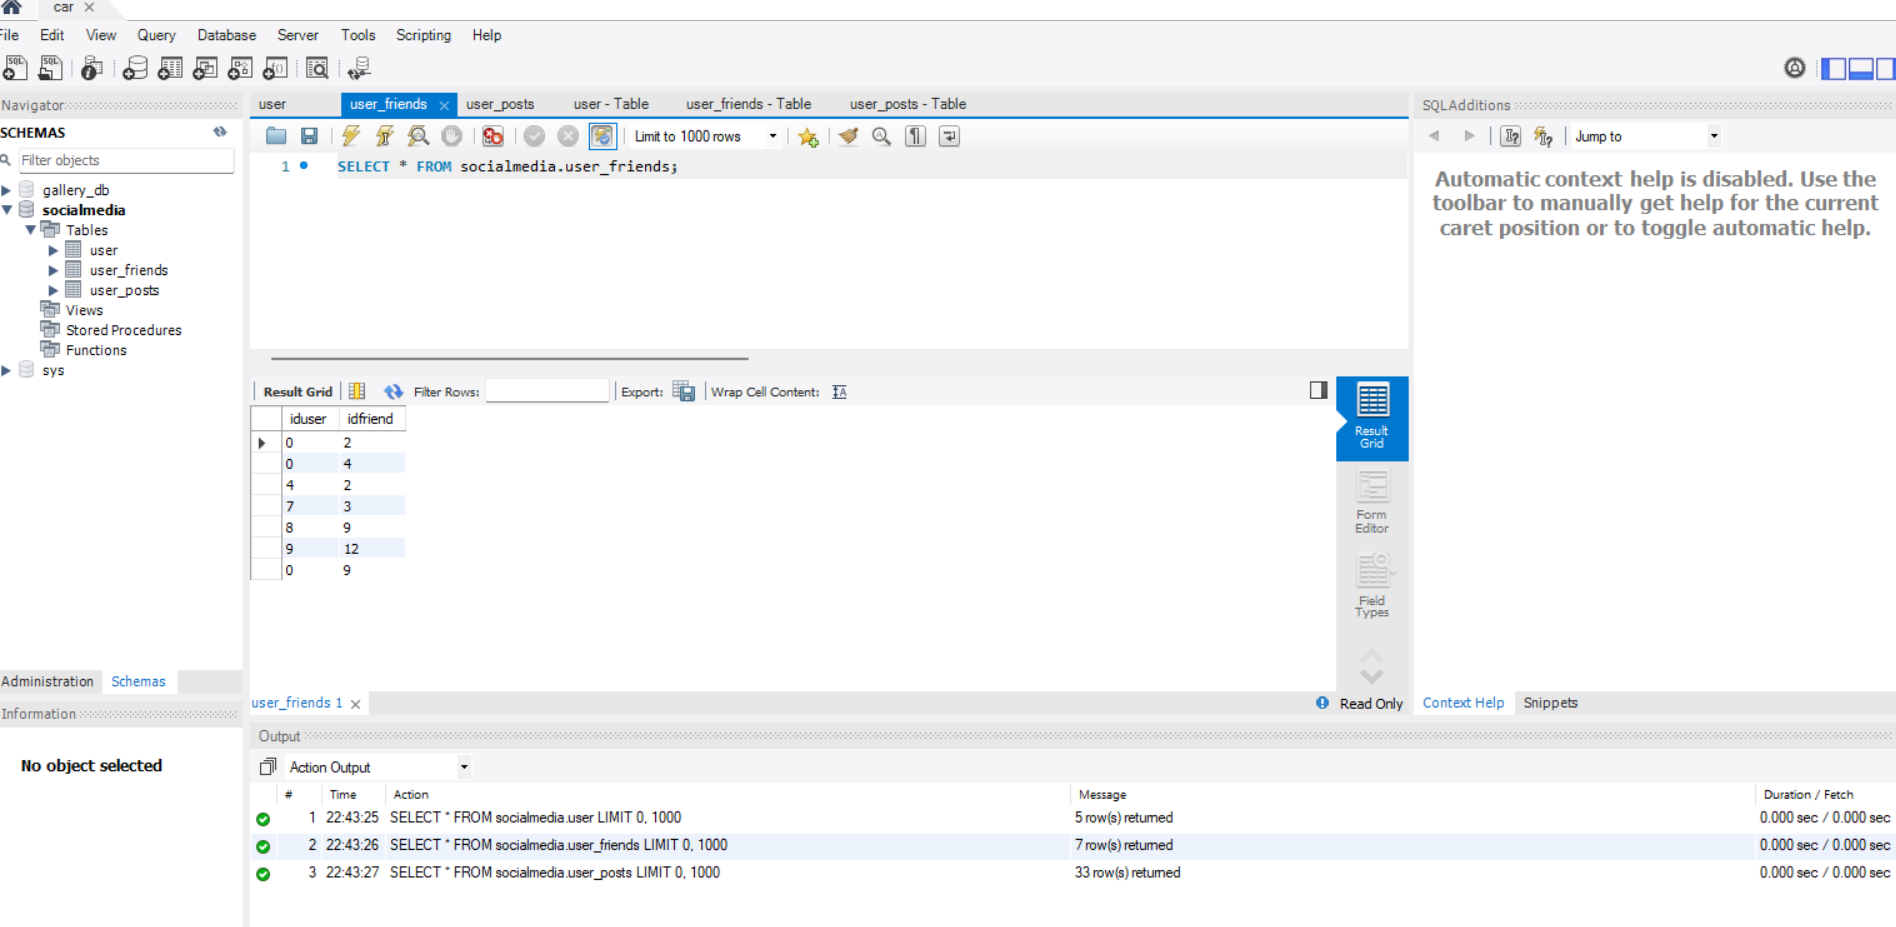 car
File Edit View Query Database Server Tools Scripting Help
Navigator
SCHEMAS
Filter objects
gallery_db
socialmedia
Tables
user
user_friends
user_posts
Views
Stored Procedures
Functions
sys
Administration Schemas
Information
No object selected
user user_friends user_posts user - Table user_friends - Table user_posts - Table
Limit to 1000 rows
1 SELECT * FROM socialmedia.user_friends;
Result Grid Filter Rows: Export: Wrap Cell Content:
iduser idfriend
0 2
0 4
4 2
7 3
8 9
9 12
0 9
Result
Grid
Form
Editor
Field
Types
user_friends 1 Read Only
SQLAdditions
Jump to
Automatic context help is disabled. Use the
toolbar to manually get help for the current
caret position or to toggle automatic help.
Context Help Snippets
Output
Action Output
# Time Action Message Duration / Fetch
1 22:43:25 SELECT * FROM socialmedia.user LIMIT 0, 1000 5 row(s) returned 0.000 sec / 0.000 sec
2 22:43:26 SELECT * FROM socialmedia.user_friends LIMIT 0, 1000 7 row(s) returned 0.000 sec / 0.000 sec
3 22:43:27 SELECT * FROM socialmedia.user_posts LIMIT 0, 1000 33 row(s) returned 0.000 sec / 0.000 sec